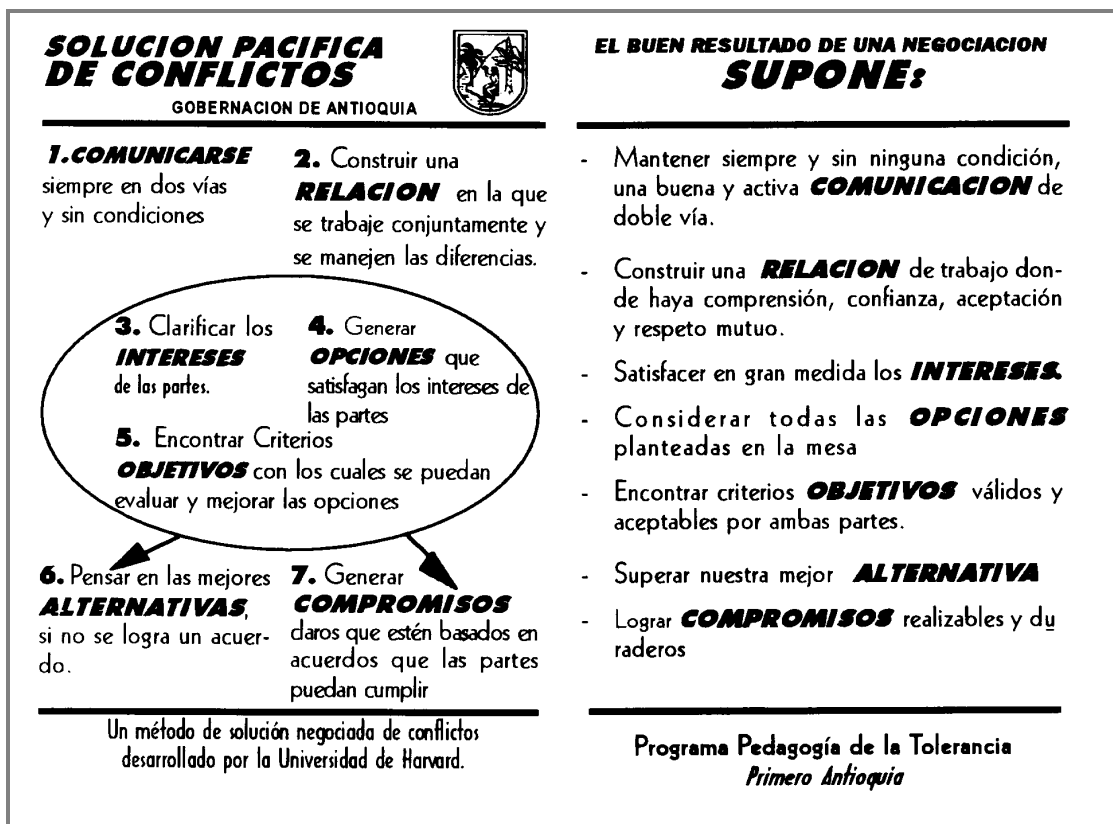 SOLUCION PACIFICA
DE CONFLICTOS
GOBERNACION DE ANTIOQUIA
1.COMUNICARSE
siempre en dos vías
y sin condiciones
2. Construir una
RELACION en la que
se trabaje conjuntamente y
se manejen las diferencias.
3. Clarificar los
INTERESES
de las partes.
4. Generar
OPCIONES que
satisfagan los intereses de
las partes
5. Encontrar Criterios
OBJETIVOS con los cuales se puedan
evaluar y mejorar las opciones
6. Pensar en las mejores
ALTERNATIVAS,
si no se logra un acuer-
do.
7. Generar
COMPROMISOS
claros que estén basados en
acuerdos que las partes
puedan cumplir
Un método de solución negociada de conflictos
desarrollado por la Universidad de Harvard.
EL BUEN RESULTADO DE UNA NEGOCIACION
SUPONE:
- Mantener siempre y sin ninguna condición,
una buena y activa COMUNICACION de
doble vía.
- Construir una RELACION de trabajo don-
de haya comprensión, confianza, aceptación
y respeto mutuo.
- Satisfacer en gran medida los INTERESES.
- Considerar todas las OPCIONES
planteadas en la mesa
- Encontrar criterios OBJETIVOS válidos y
aceptables por ambas partes.
- Superar nuestra mejor ALTERNATIVA
- Lograr COMPROMISOS realizables y du
raderos
Programa Pedagogía de la Tolerancia
Primero Antioquia